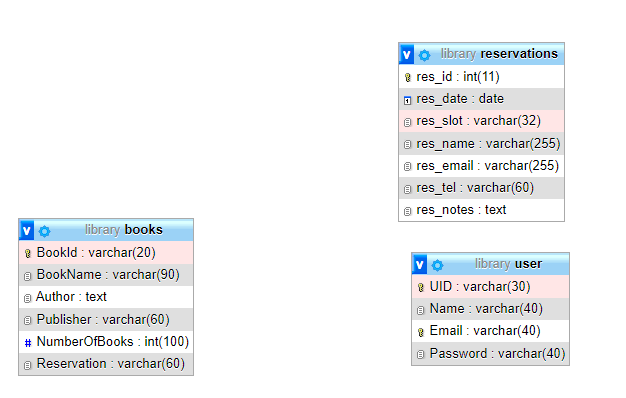 library reservations
res_id : int(11)
res_date : date
res_slot : varchar(32)
res_name : varchar(255)
res_email : varchar(255)
res_tel : varchar(60)
res_notes : text
library books
BookId : varchar(20)
BookName : varchar(90)
Author : text
Publisher : varchar(60)
# NumberOfBooks : int(100)
Reservation : varchar(60)
library user
UID : varchar(30)
Name : varchar(40)
Email : varchar(40)
Password : varchar(40)